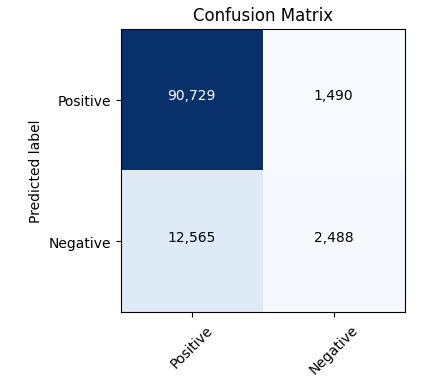 Confusion Matrix
Predicted label
Positive
90,729
1,490
Negative
12,565
2,488
Positive
Negative